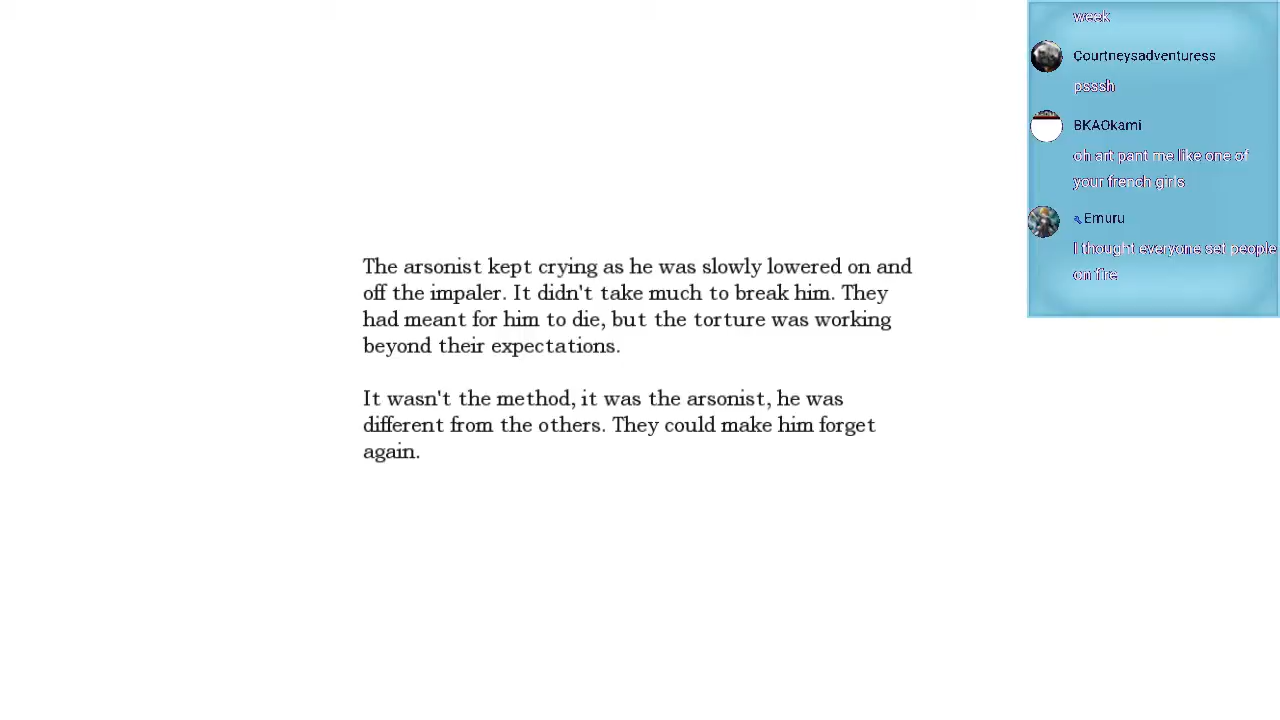 week
Courtneysadventuress
psssh
BKAOkami
oh art pant me like one of
your french girls
Emuru
I thought everyone set people
on fire
The arsonist kept crying as he was slowly lowered on and
off the impaler. It didn't take much to break him. They
had meant for him to die, but the torture was working
beyond their expectations.
It wasn't the method, it was the arsonist, he was
different from the others. They could make him forget
again.